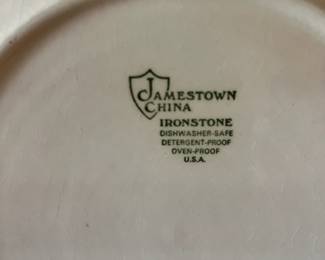 JAMESTOWN
CHINA
IRONSTONE
DISHWASHER-SAFE
DETERGENT-PROOF
OVEN-PROOF
U.S.A.